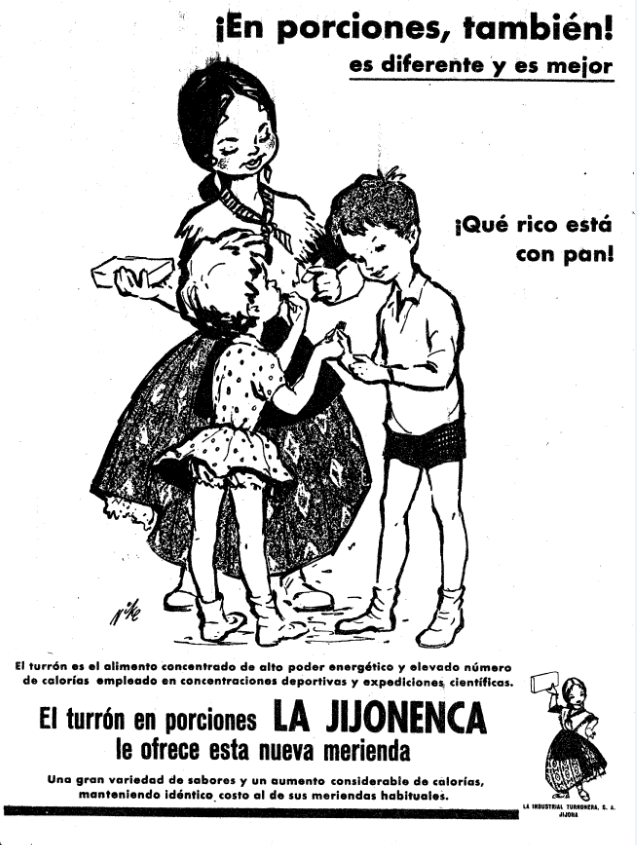 ¡En porciones, también!
es diferente y es mejor
¡Qué rico está
con pan!
El turrón es el alimento concentrado de alto poder energético y elevado número
de calorías empleado en concentraciones deportivas y expediciones científicas.
El turrón en porciones LA JIJONENCA
le ofrece esta nueva merienda
Una gran variedad de sabores y un aumento considerable de calorías,
manteniendo idéntico costo al de sus meriendas habituales.
LA INDUSTRIAL TURRONERA, S. A.
JIJONA